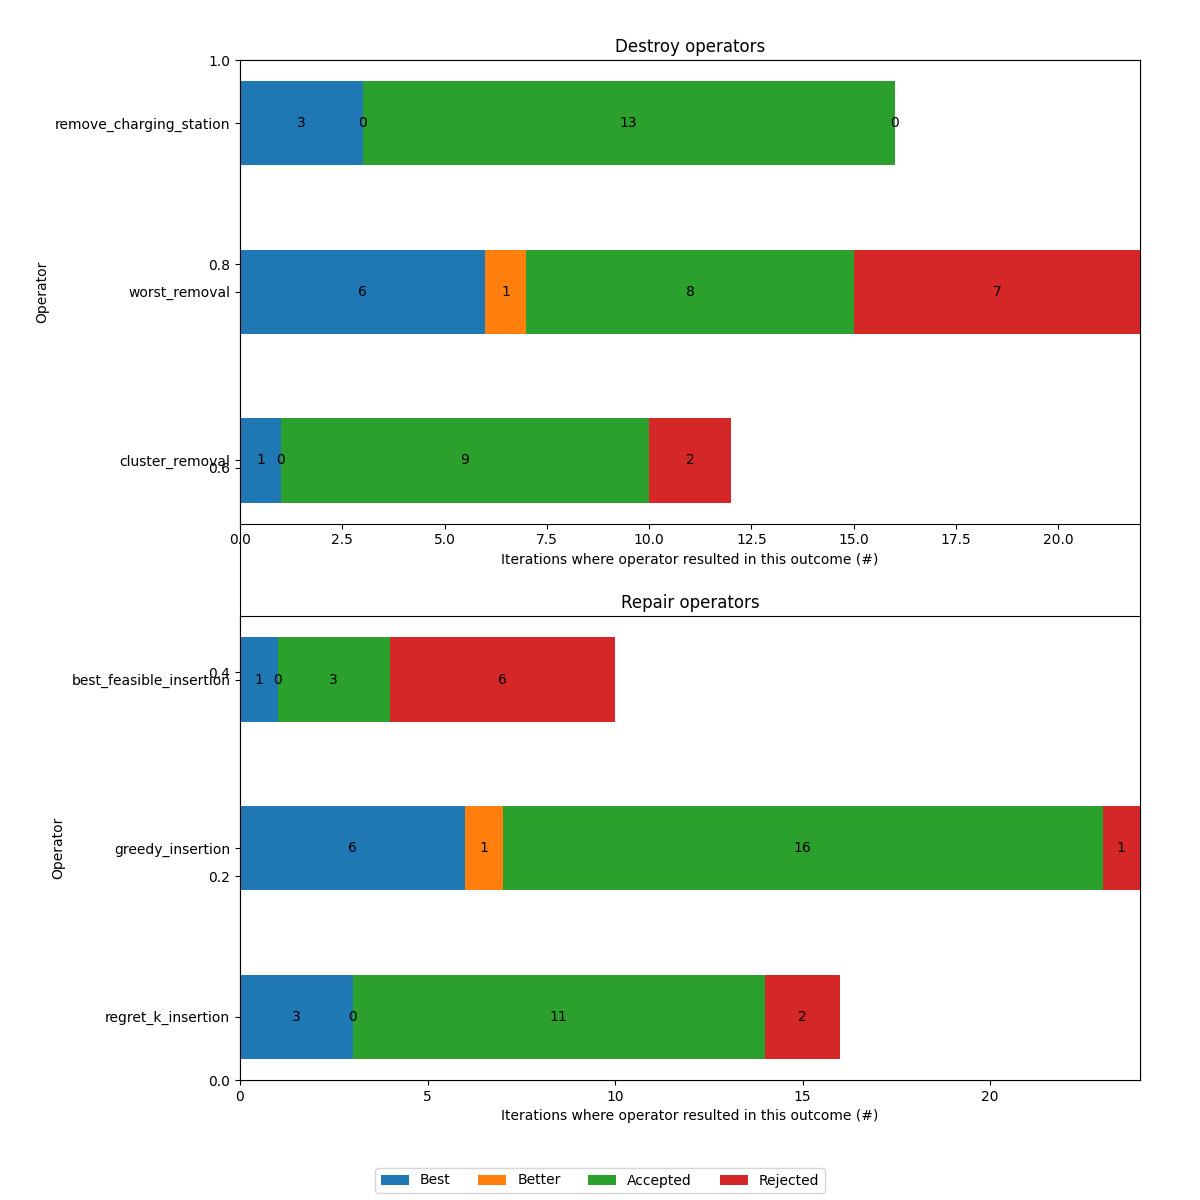 Destroy operators
1.0
remove_charging_station 3 0 13 0
0.8
worst_removal 6 1 8 7
Operator
cluster_removal 1 0 9 2
0.6
0.0 2.5 5.0 7.5 10.0 12.5 15.0 17.5 20.0
Iterations where operator resulted in this outcome (#)
Repair operators
0.4
best_feasible_insertion 1 0 3 6
greedy_insertion 6 1 16 1
Operator
0.2
regret_k_insertion 3 0 11 2
0.0
0 5 10 15 20
Iterations where operator resulted in this outcome (#)
Best Better Accepted Rejected